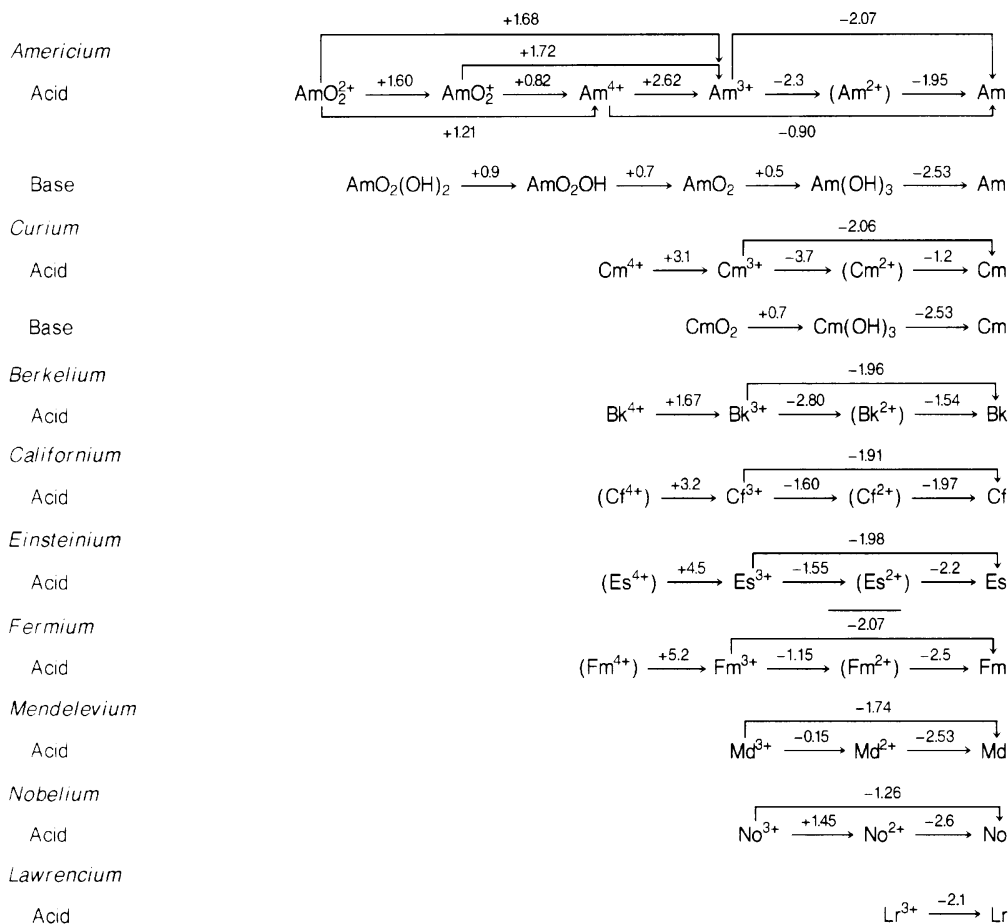 +1.68 −2.07
Americium +1.72
Acid AmO₂²⁺ +1.60 AmO₂⁺ +0.82 Am⁴⁺ +2.62 Am³⁺ −2.3 (Am²⁺) −1.95 Am
+1.21 −0.90
Base AmO₂(OH)₂ +0.9 AmO₂OH +0.7 AmO₂ +0.5 Am(OH)₃ −2.53 Am
Curium −2.06
Acid Cm⁴⁺ +3.1 Cm³⁺ −3.7 (Cm²⁺) −1.2 Cm
Base CmO₂ +0.7 Cm(OH)₃ −2.53 Cm
Berkelium −1.96
Acid Bk⁴⁺ +1.67 Bk³⁺ −2.80 (Bk²⁺) −1.54 Bk
Californium −1.91
Acid (Cf⁴⁺) +3.2 Cf³⁺ −1.60 (Cf²⁺) −1.97 Cf
Einsteinium −1.98
Acid (Es⁴⁺) +4.5 Es³⁺ −1.55 (Es²⁺) −2.2 Es
Fermium −2.07
Acid (Fm⁴⁺) +5.2 Fm³⁺ −1.15 (Fm²⁺) −2.5 Fm
Mendelevium −1.74
Acid Md³⁺ −0.15 Md²⁺ −2.53 Md
Nobelium −1.26
Acid No³⁺ +1.45 No²⁺ −2.6 No
Lawrencium
Acid Lr³⁺ −2.1 Lr